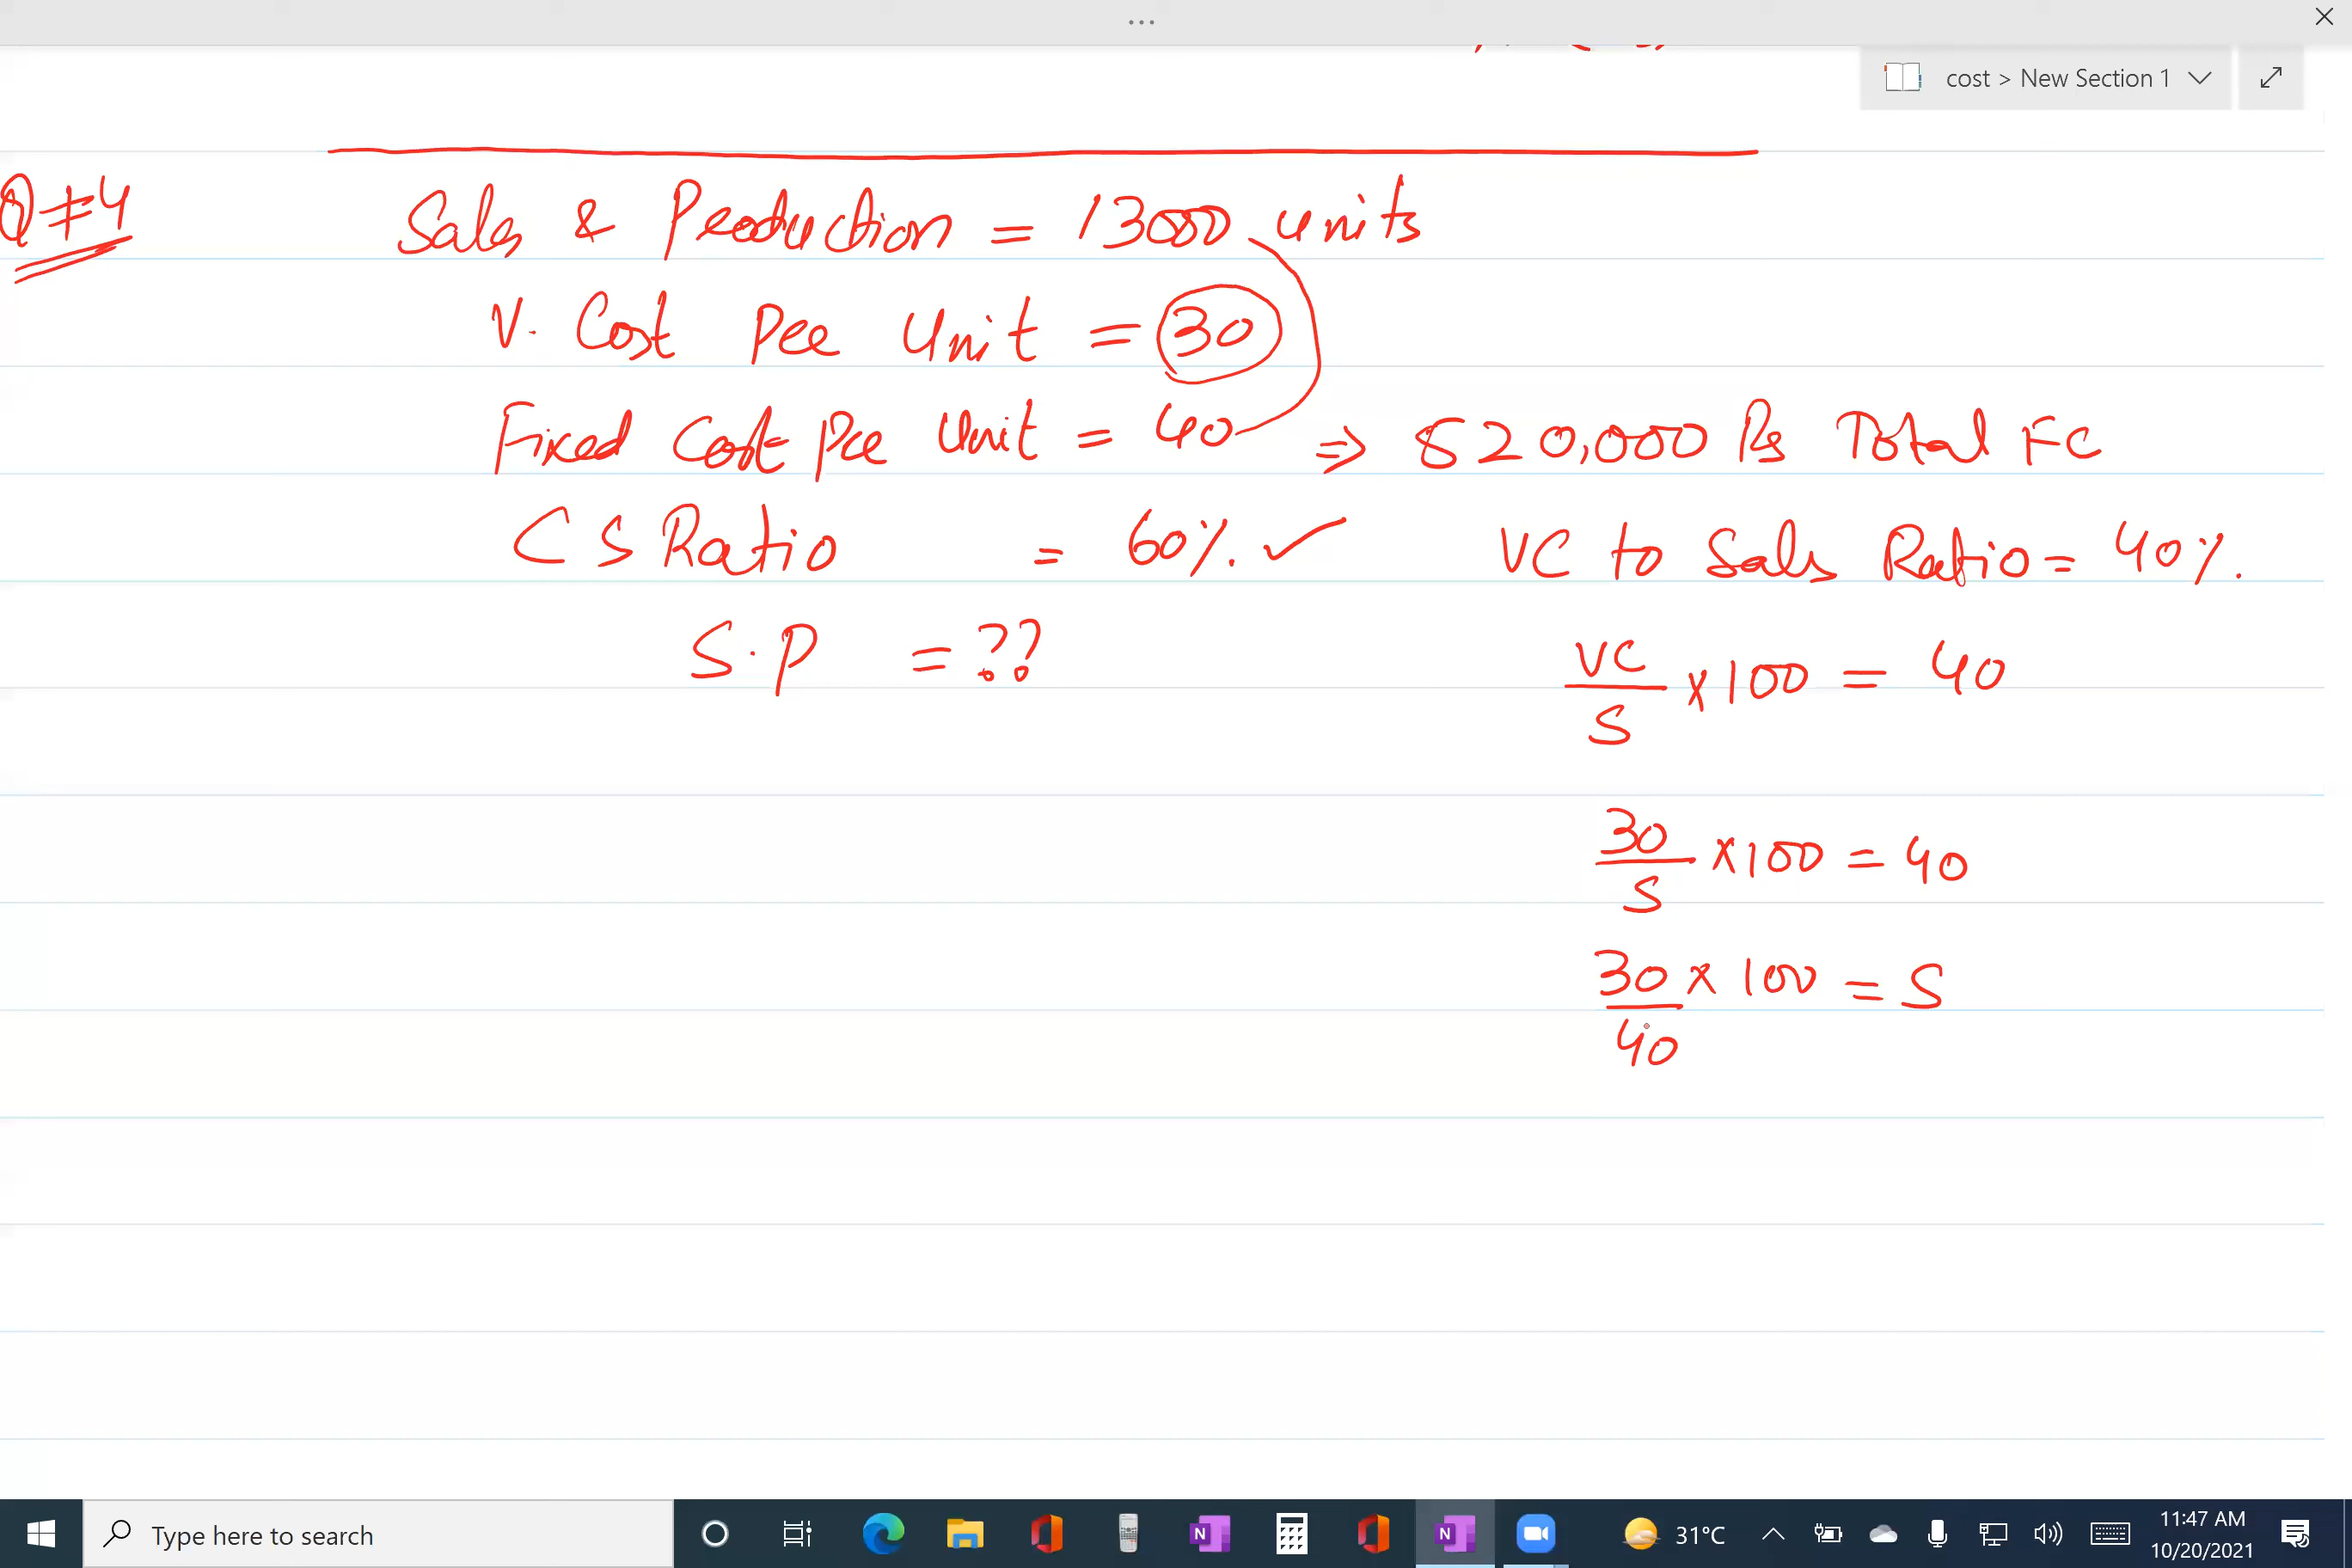 ...
cost > New Section 1
Q#4
Sales & Production = 13000 units
V. Cost Per Unit = 30
Fixed Cost Per Unit = 40 ⇒ 520,000 Rs Total FC
CS Ratio = 60% ✓ VC to Sales Ratio = 40%.
S.P = ??
VC/S × 100 = 40
30/S × 100 = 40
30/40 × 100 = S
Type here to search
31°C
11:47 AM
10/20/2021